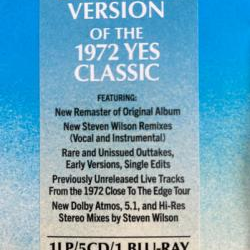 VERSION
OF THE
1972 YES
CLASSIC
FEATURING:
New Remaster of Original Album
New Steven Wilson Remixes
(Vocal and Instrumental)
Rare and Unissued Outtakes,
Early Versions, Single Edits
Previously Unreleased Live Tracks
From the 1972 Close To The Edge Tour
New Dolby Atmos, 5.1, and Hi-Res
Stereo Mixes by Steven Wilson
1LP/5CD/1 BLU-RAY